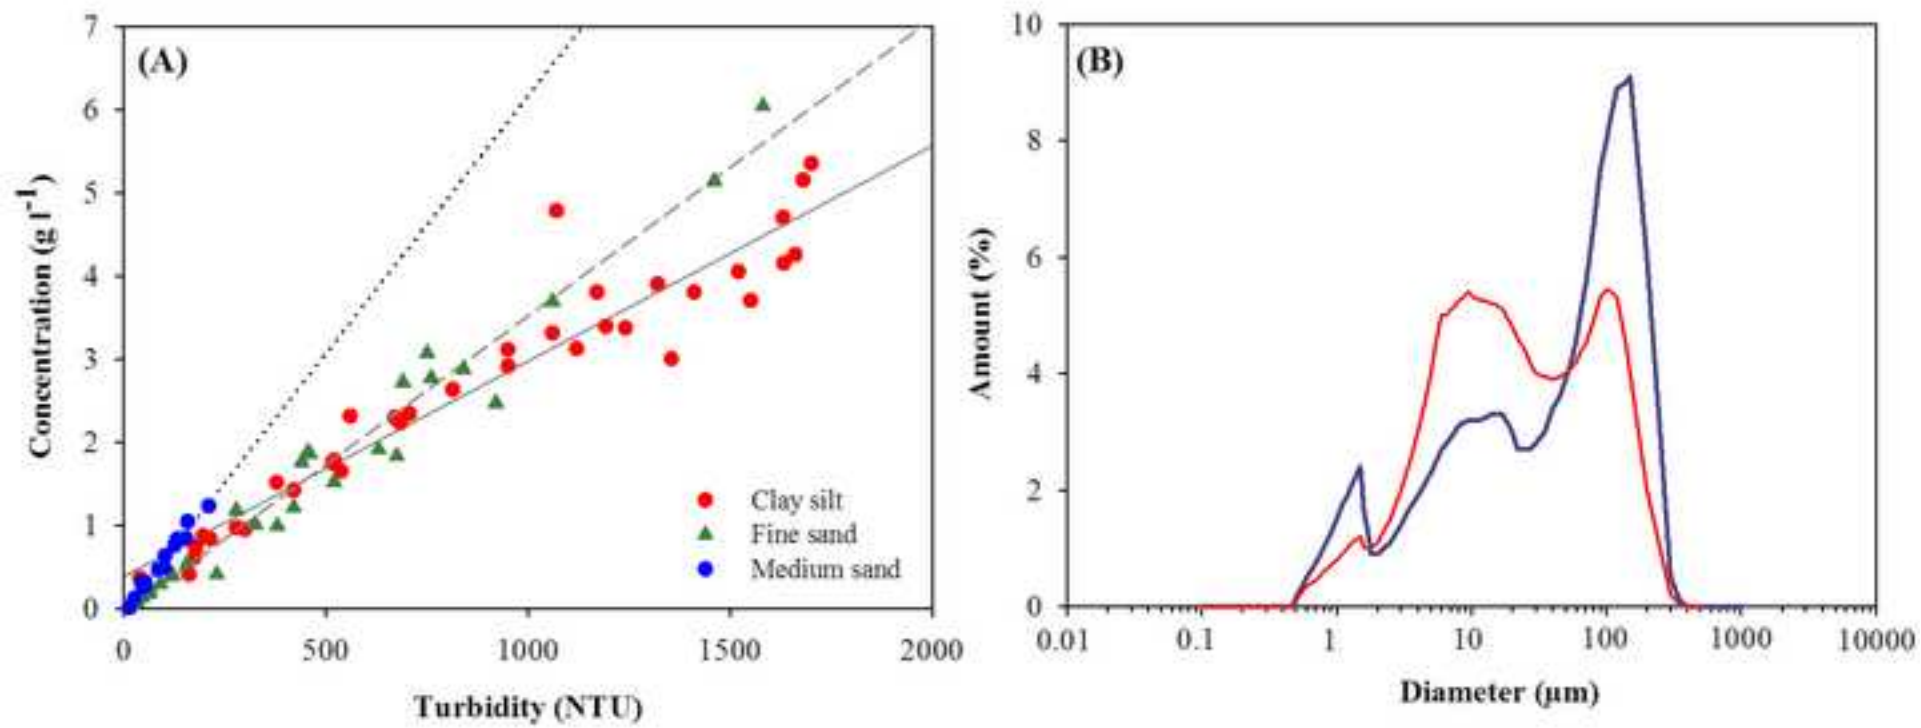 (A)
7
6
5
4
3
2
1
0
Concentration (g l⁻¹)
Clay silt
Fine sand
Medium sand
0 500 1000 1500 2000
Turbidity (NTU)
(B)
10
8
6
4
2
0
Amount (%)
0.01 0.1 1 10 100 1000 10000
Diameter (µm)